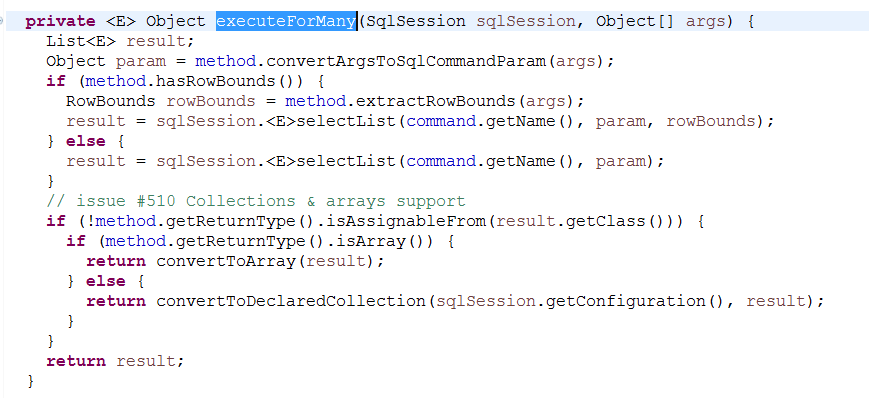 private <E> Object executeForMany(SqlSession sqlSession, Object[] args) {
  List<E> result;
  Object param = method.convertArgsToSqlCommandParam(args);
  if (method.hasRowBounds()) {
    RowBounds rowBounds = method.extractRowBounds(args);
    result = sqlSession.<E>selectList(command.getName(), param, rowBounds);
  } else {
    result = sqlSession.<E>selectList(command.getName(), param);
  }
  // issue #510 Collections & arrays support
  if (!method.getReturnType().isAssignableFrom(result.getClass())) {
    if (method.getReturnType().isArray()) {
      return convertToArray(result);
    } else {
      return convertToDeclaredCollection(sqlSession.getConfiguration(), result);
    }
  }
  return result;
}